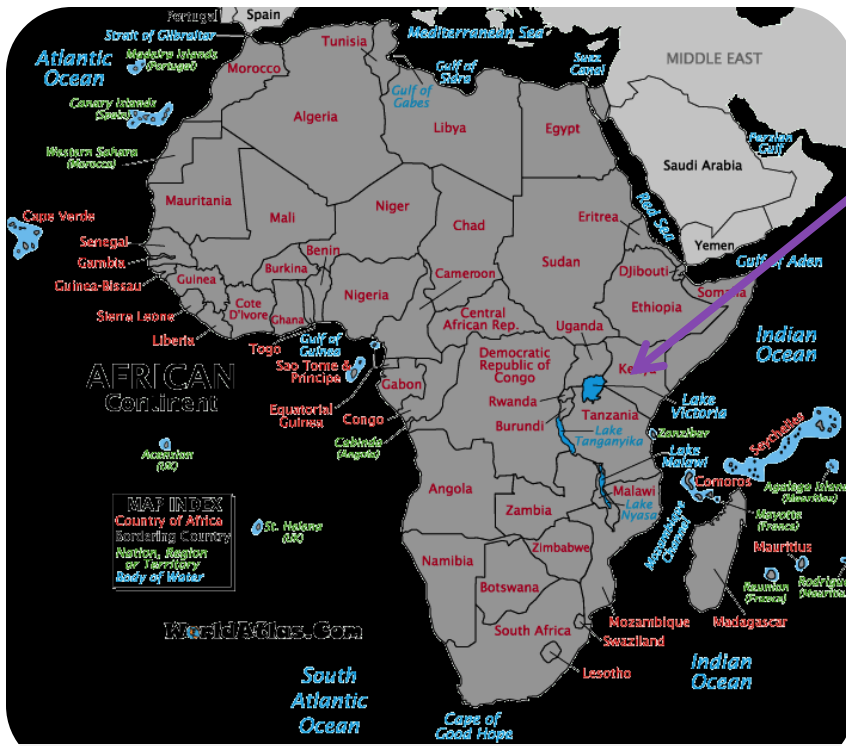 Portugal
Spain
Strait of Gibralter
Mediterranean Sea
Tunisia
Atlantic
Ocean
Madeira Islands
(Portugal)
Morocco
Gulf of
Sidra
Suez
Canal
MIDDLE EAST
Gulf of
Gabes
Canary Islands
(Spain)
Algeria
Libya
Egypt
Persian
Gulf
Western Sahara
(Morocco)
Saudi Arabia
Mauritania
Mali
Niger
Chad
Eritrea
Red Sea
Cape Verde
Senegal
Gambia
Guinea-Bissau
Guinea
Burkina
Benin
Cameroon
Sudan
DJibouti
Yemen
Gulf of Aden
Ethiopia
Nigeria
Sierra Leone
Cote
D'Ivore
Ghana
Central
African Rep.
Uganda
Liberia
Togo
Gulf of
Guinea
Sao Tome &
Principe
Democratic
Republic of
Congo
Indian
Ocean
AFRICAN
Continent
Gabon
Rwanda
Tanzania
Lake
Victoria
Equatorial
Guinea
Congo
Burundi
Lake
Tanganyika
Zanzibar
Seychelles
Cabinda
(Angola)
Lake
Malawi
Comoros
(UK)
Angola
Malawi
Lake
Nyasa
Zambia
Mayotte
(France)
MAP INDEX
Country of Africa
Bordering Country
Nation, Region
or Territory
Body of Water
St. Helena
(UK)
Mozambique
Channel
Mauritius
Zimbabwe
Namibia
Botswana
Reunion
(France)
South Africa
Mozambique
Swaziland
Madagascar
WorldAtlas.Com
Lesotho
Indian
Ocean
South
Atlantic
Ocean
Cape of
Good Hope